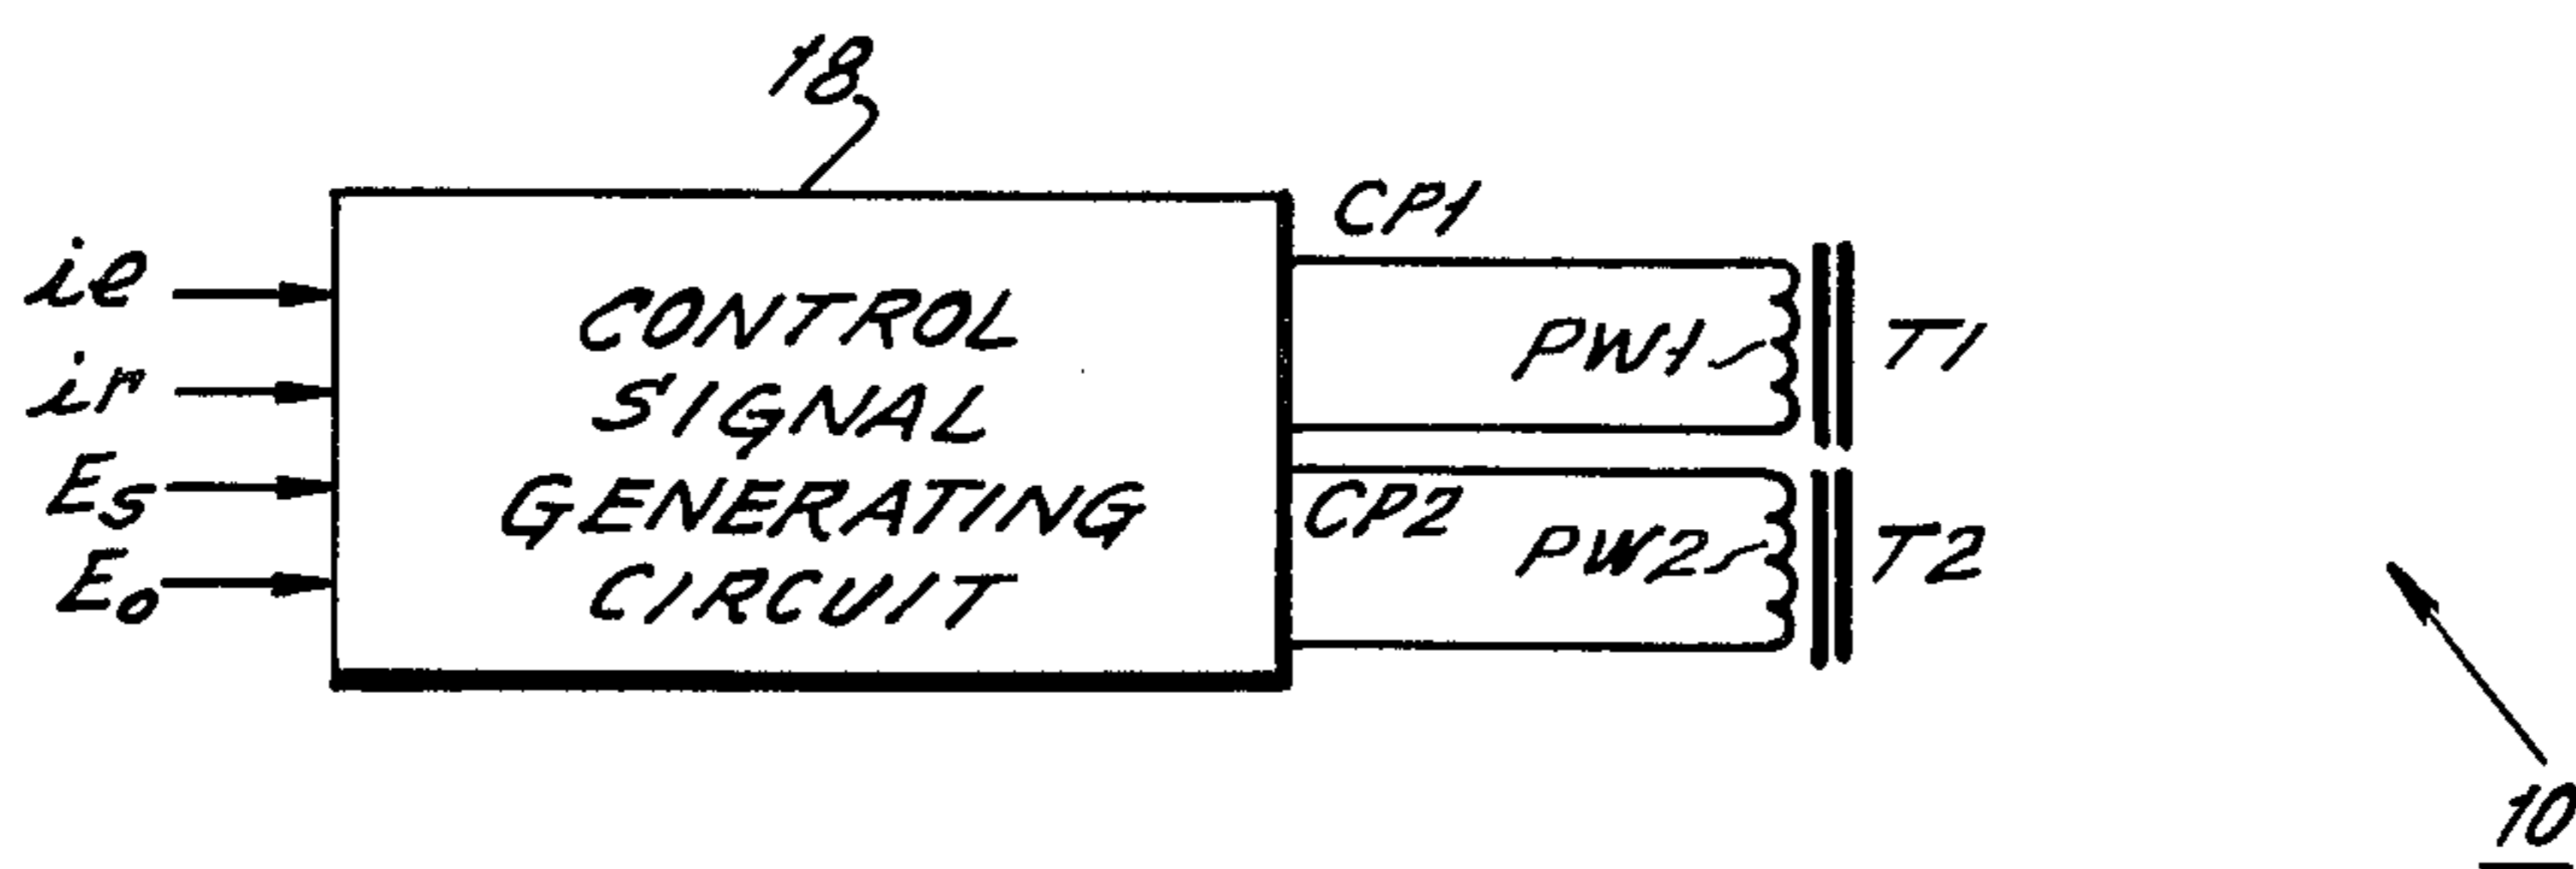 18
CP1
ie
ir
Es
Eo
CONTROL
SIGNAL
GENERATING
CIRCUIT
PW1
T1
CP2
PW2
T2
10